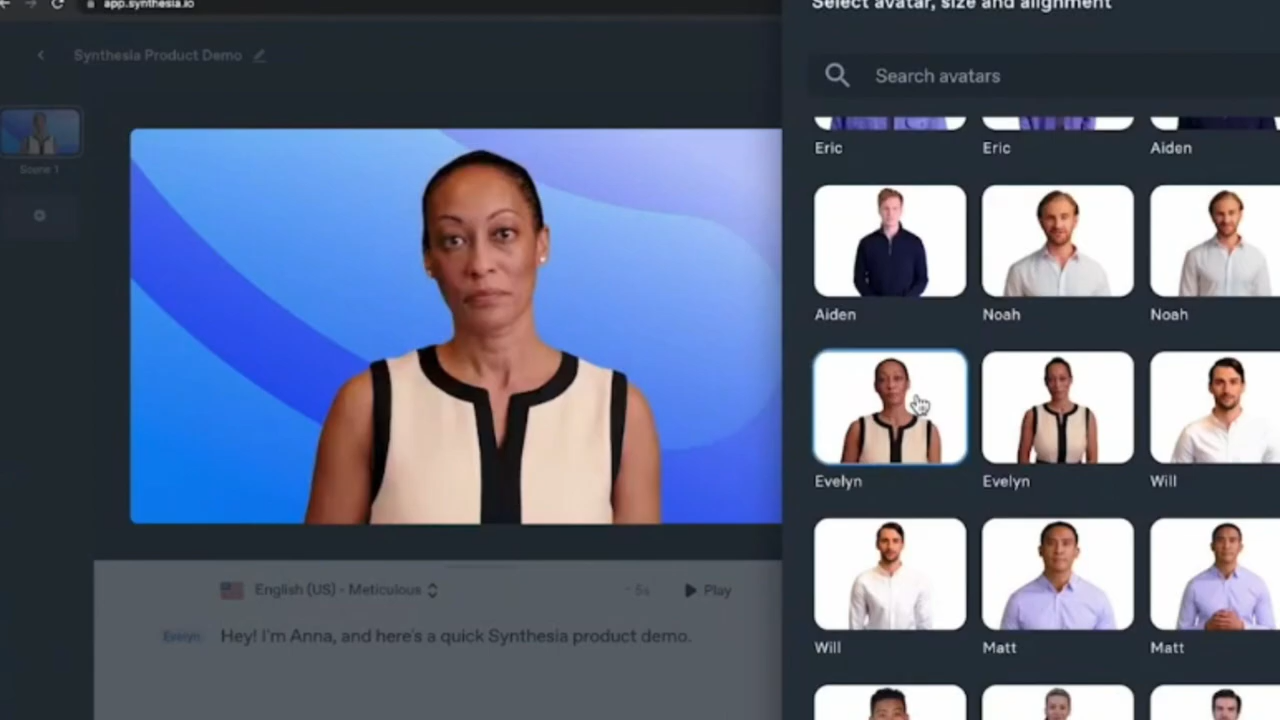 app.synthesia.io
Select avatar, size and alignment
Synthesia Product Demo
Search avatars
Scene 1
Eric
Eric
Aiden
Aiden
Noah
Noah
Evelyn
Evelyn
Will
Will
Matt
Matt
English (US) - Meticulous
~ 5s
Play
Evelyn
Hey! I'm Anna, and here's a quick Synthesia product demo.